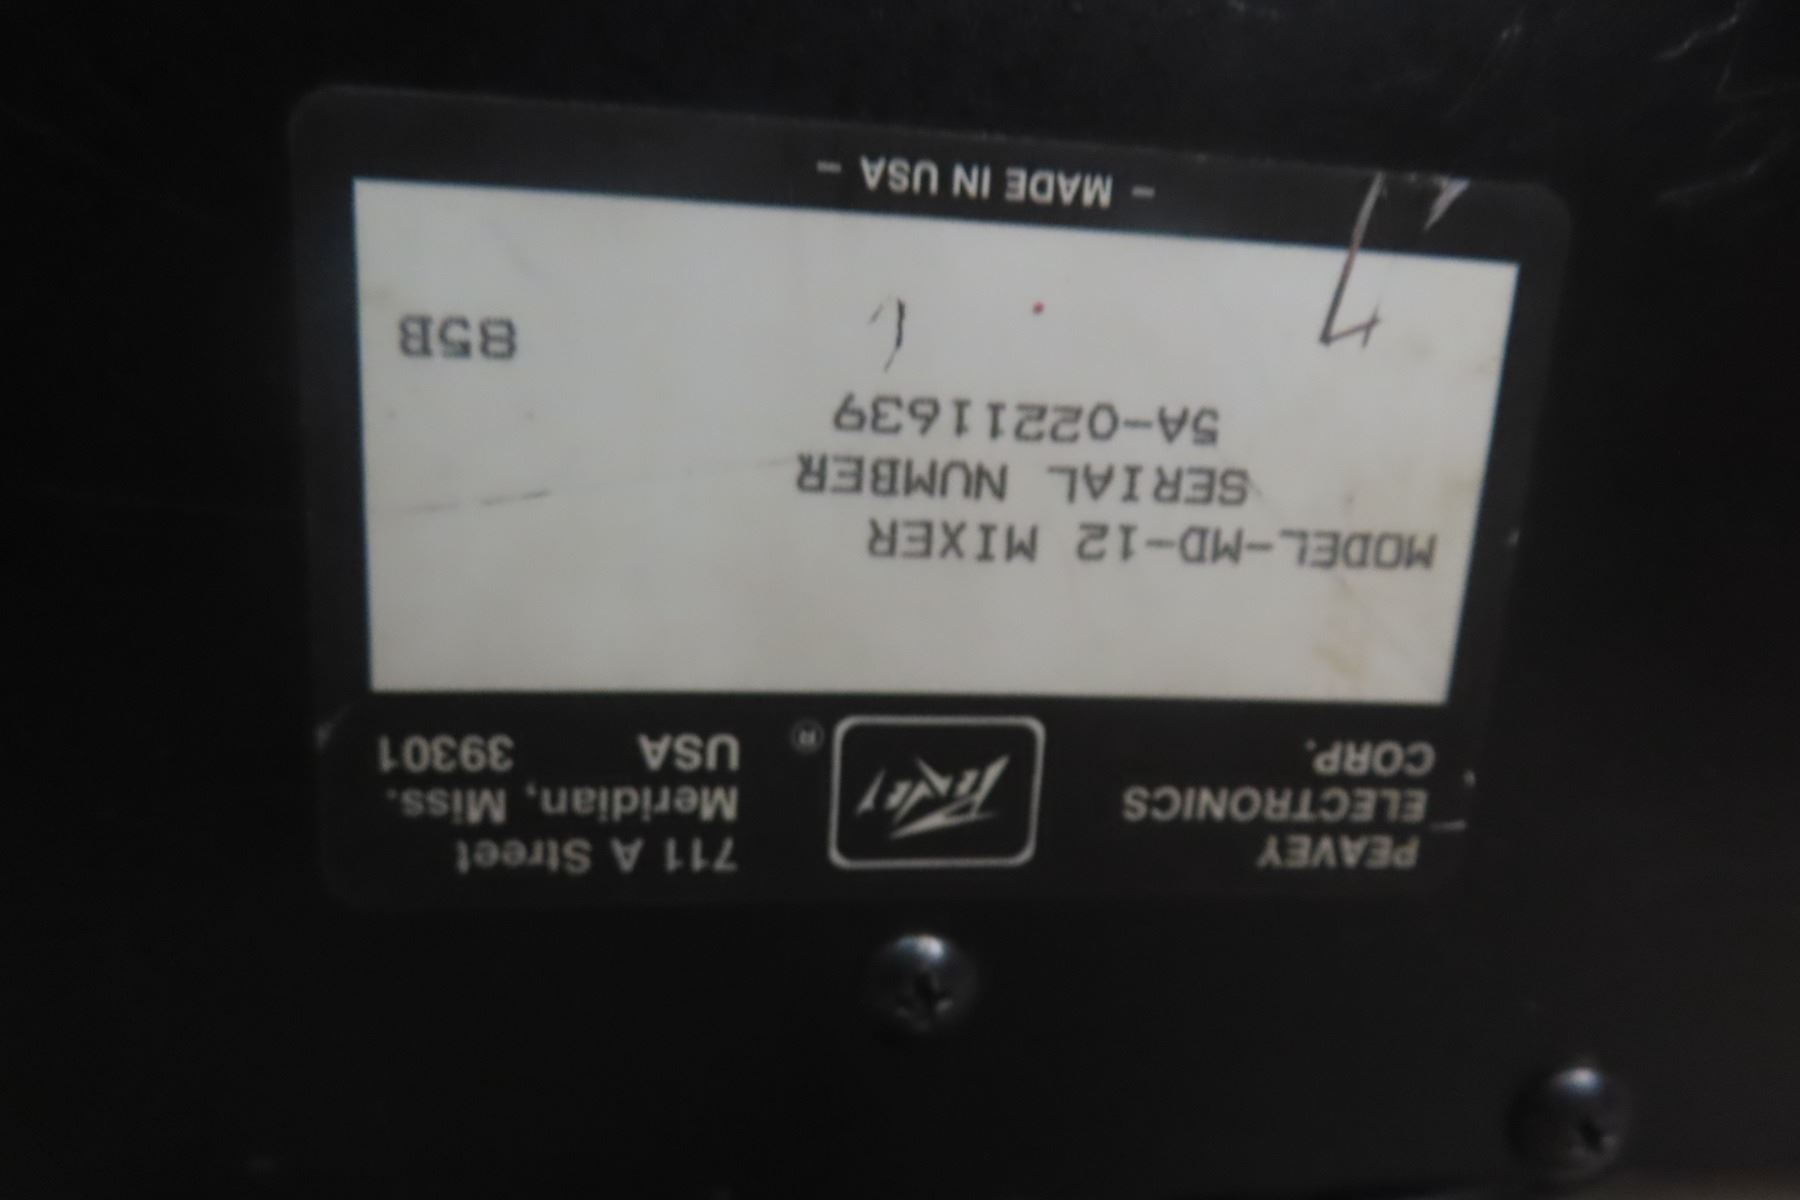 PEAVEY
ELECTRONICS
CORP.
Peavey
®
711 A Street
Meridian, Miss.
USA 39301
MODEL-MD-12 MIXER
SERIAL NUMBER
5A-02211639
85B
- MADE IN USA -